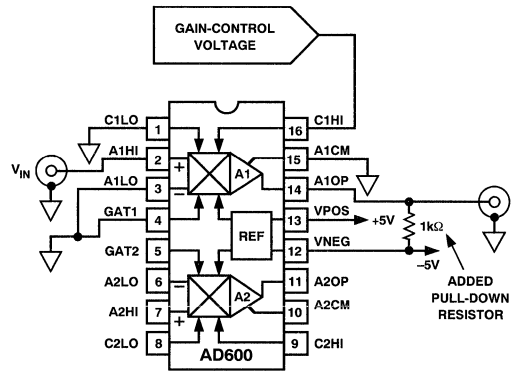 GAIN-CONTROL
VOLTAGE
C1LO
1
16
C1HI
A1HI
2
+
A1
15
A1CM
VIN
A1LO
3
–
14
A1OP
GAT1
4
13
VPOS
+5V
1kΩ
REF
GAT2
5
12
VNEG
–5V
A2LO
6
–
A2
11
A2OP
ADDED
PULL-DOWN
RESISTOR
A2HI
7
+
10
A2CM
C2LO
8
9
C2HI
AD600